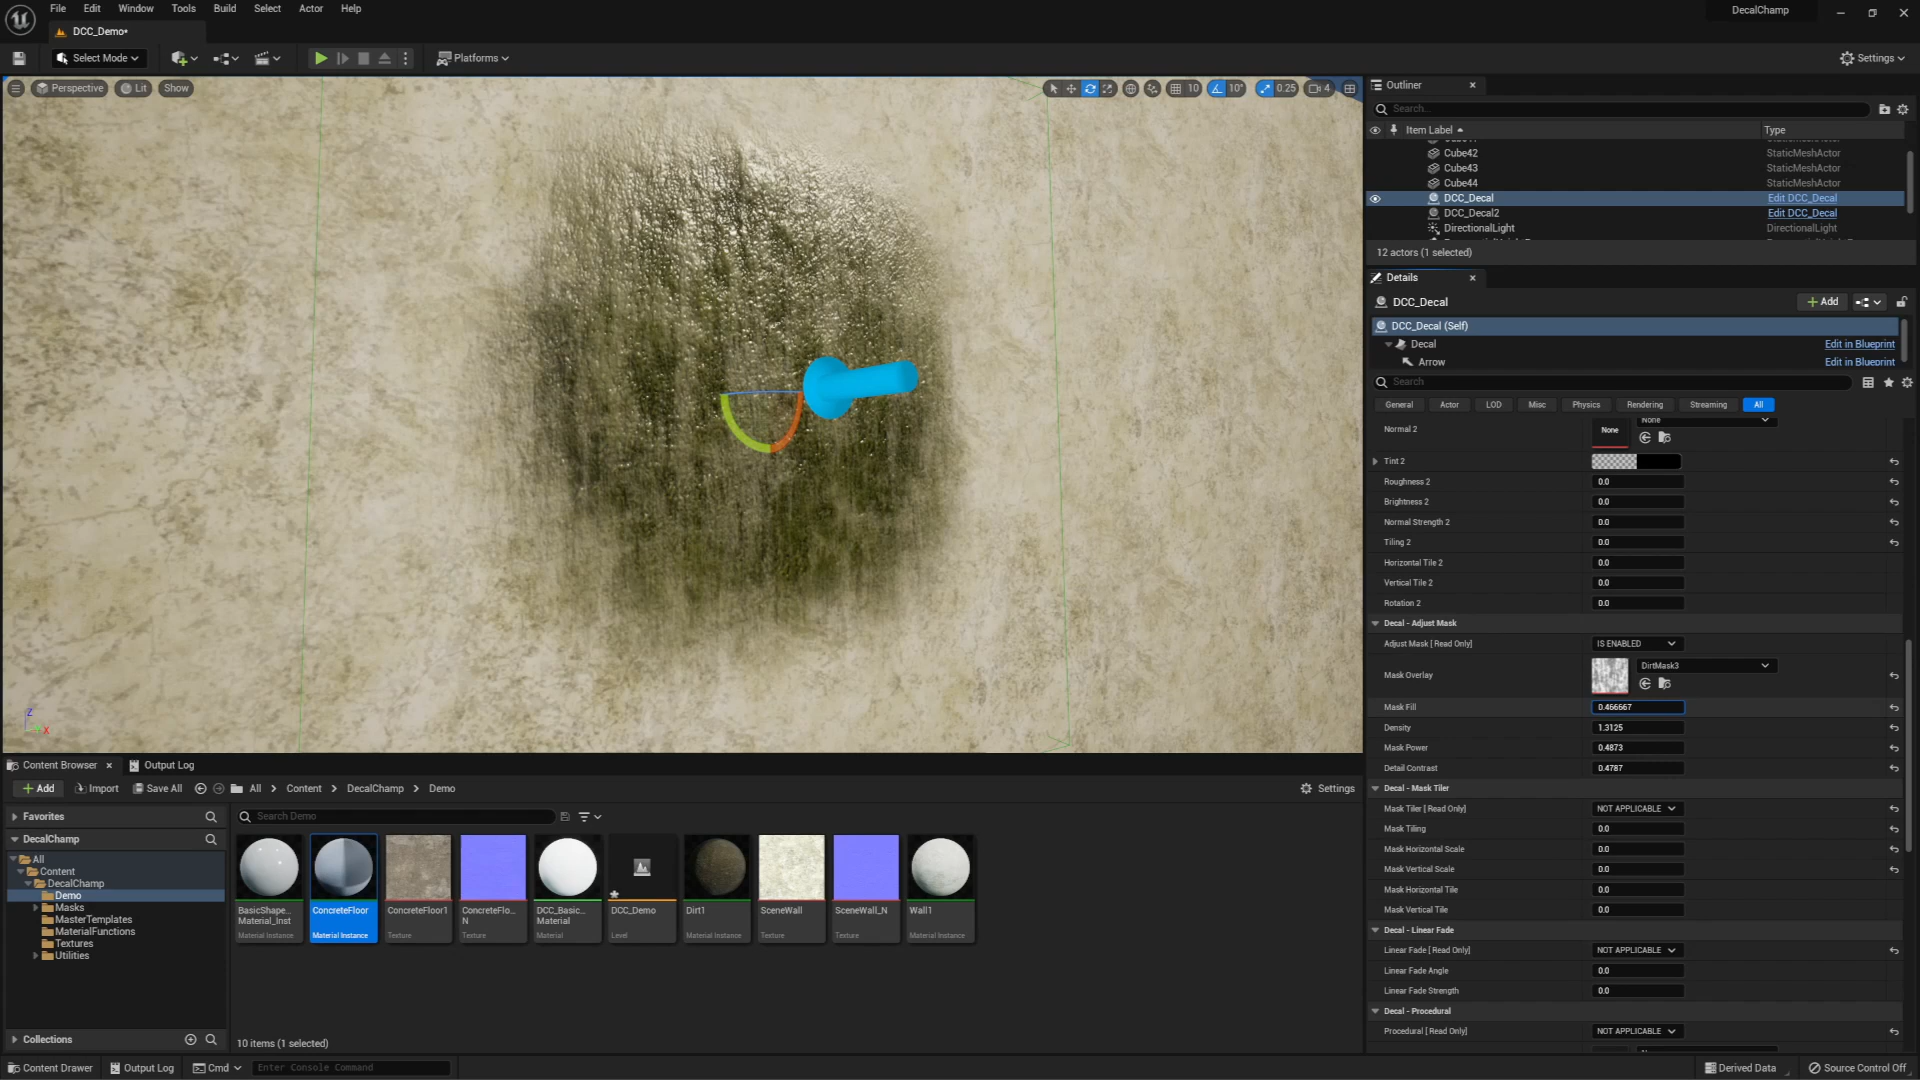 File Edit Window Tools Build Select Actor Help
DecalChamp
DCC_Demo•
Select Mode
Platforms
Settings
Perspective Lit Show
10 10° 0.25 4
Z
X
Outliner
Search...
Item Label Type
Cube42 StaticMeshActor
Cube43 StaticMeshActor
Cube44 StaticMeshActor
DCC_Decal Edit DCC_Decal
DCC_Decal2 Edit DCC_Decal
DirectionalLight DirectionalLight
12 actors (1 selected)
Details
DCC_Decal
Add
DCC_Decal (Self)
Decal Edit in Blueprint
Arrow Edit in Blueprint
Search
General Actor LOD Misc Physics Rendering Streaming All
Normal 2 None None
Tint 2
Roughness 2 0.0
Brightness 2 0.0
Normal Strength 2 0.0
Tiling 2 0.0
Horizontal Tile 2 0.0
Vertical Tile 2 0.0
Rotation 2 0.0
Decal - Adjust Mask
Adjust Mask [ Read Only] IS ENABLED
Mask Overlay DirtMask3
Mask Fill 0.466667
Density 1.3125
Mask Power 0.4873
Detail Contrast 0.4787
Decal - Mask Tiler
Mask Tiler [ Read Only] NOT APPLICABLE
Mask Tiling 0.0
Mask Horizontal Scale 0.0
Mask Vertical Scale 0.0
Mask Horizontal Tile 0.0
Mask Vertical Tile 0.0
Decal - Linear Fade
Linear Fade [ Read Only] NOT APPLICABLE
Linear Fade Angle 0.0
Linear Fade Strength 0.0
Decal - Procedural
Procedural [ Read Only] NOT APPLICABLE
Content Browser Output Log
Add Import Save All All Content DecalChamp Demo Settings
Favorites
DecalChamp
All
Content
DecalChamp
Demo
Masks
MasterTemplates
MaterialFunctions
Textures
Utilities
Collections
Search Demo
BasicShape... Material_Inst
Material Instance
ConcreteFloor
Material Instance
ConcreteFloor1
Texture
ConcreteFlo... N
Texture
DCC_Basic... Material
Material
DCC_Demo
Level
Dirt1
Material Instance
SceneWall
Texture
SceneWall_N
Texture
Wall1
Material Instance
10 items (1 selected)
Content Drawer Output Log Cmd Enter Console Command Derived Data Source Control Off